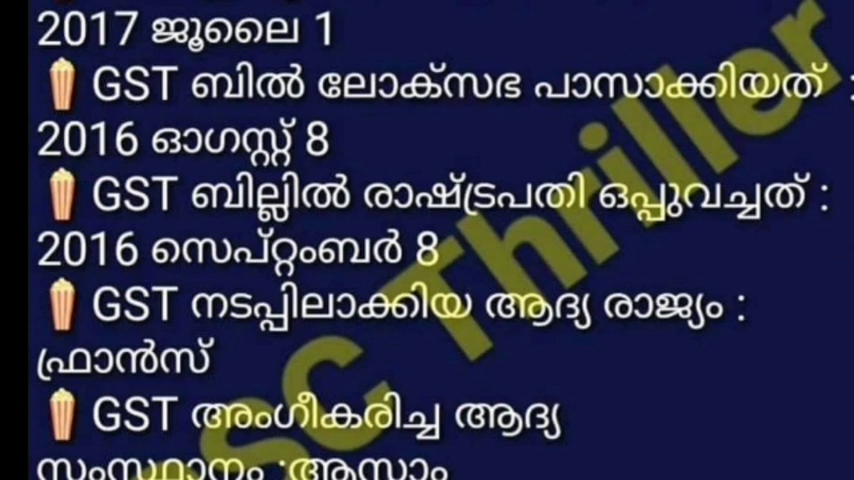 2017 ജൂലൈ 1
🍿 GST ബിൽ ലോക്സഭ പാസാക്കിയത് :
2016 ഓഗസ്റ്റ് 8
🍿 GST ബില്ലിൽ രാഷ്ട്രപതി ഒപ്പുവച്ചത് :
2016 സെപ്റ്റംബർ 8
🍿 GST നടപ്പിലാക്കിയ ആദ്യ രാജ്യം :
ഫ്രാൻസ്
🍿 GST അംഗീകരിച്ച ആദ്യ
സംസ്ഥാനം :ആസാം
SC Thriller